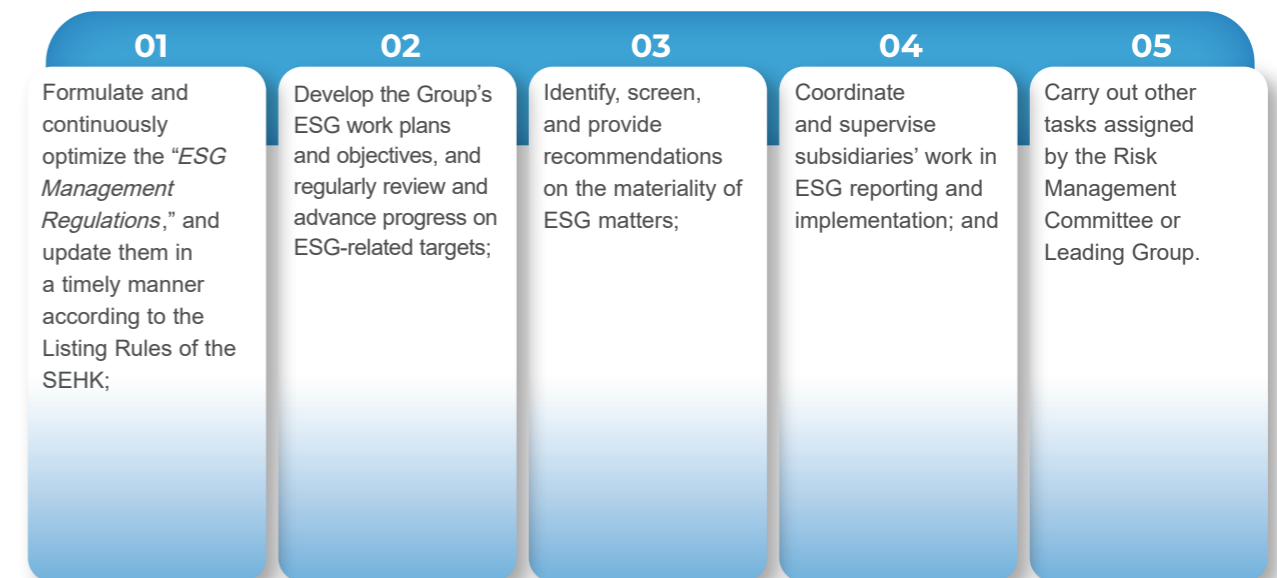 01
Formulate and
continuously
optimize the “ESG
Management
Regulations,” and
update them in
a timely manner
according to the
Listing Rules of the
SEHK;
02
Develop the Group’s
ESG work plans
and objectives, and
regularly review and
advance progress on
ESG-related targets;
03
Identify, screen,
and provide
recommendations
on the materiality of
ESG matters;
04
Coordinate
and supervise
subsidiaries’ work in
ESG reporting and
implementation; and
05
Carry out other
tasks assigned
by the Risk
Management
Committee or
Leading Group.